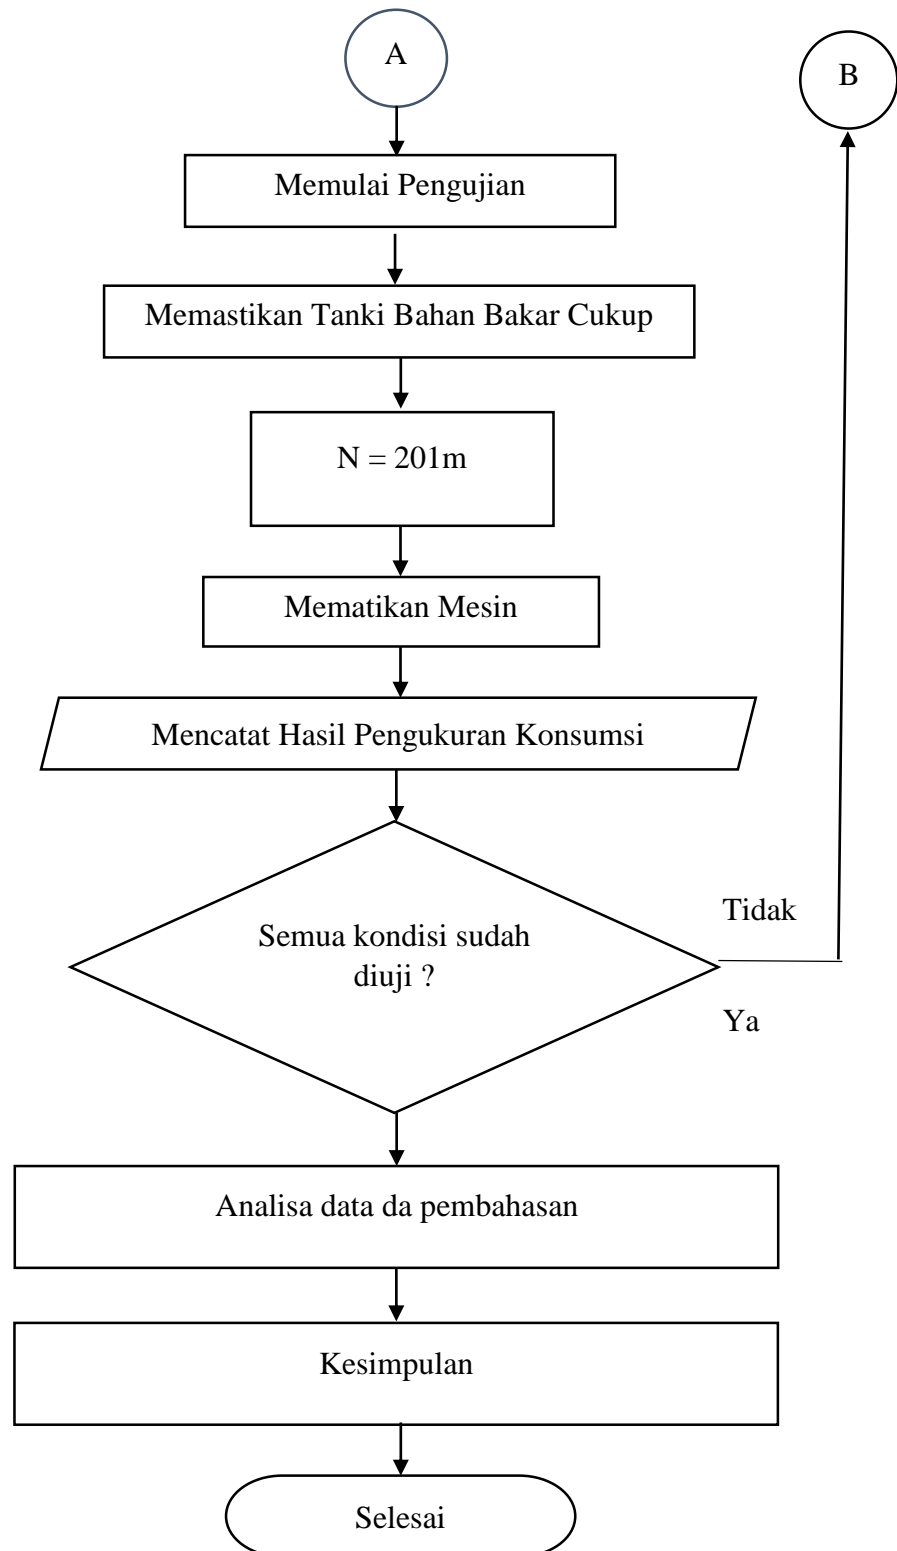 A
B
Memulai Pengujian
Memastikan Tanki Bahan Bakar Cukup
N = 201m
Mematikan Mesin
Mencatat Hasil Pengukuran Konsumsi
Semua kondisi sudah
diuji ?
Tidak
Ya
Analisa data da pembahasan
Kesimpulan
Selesai